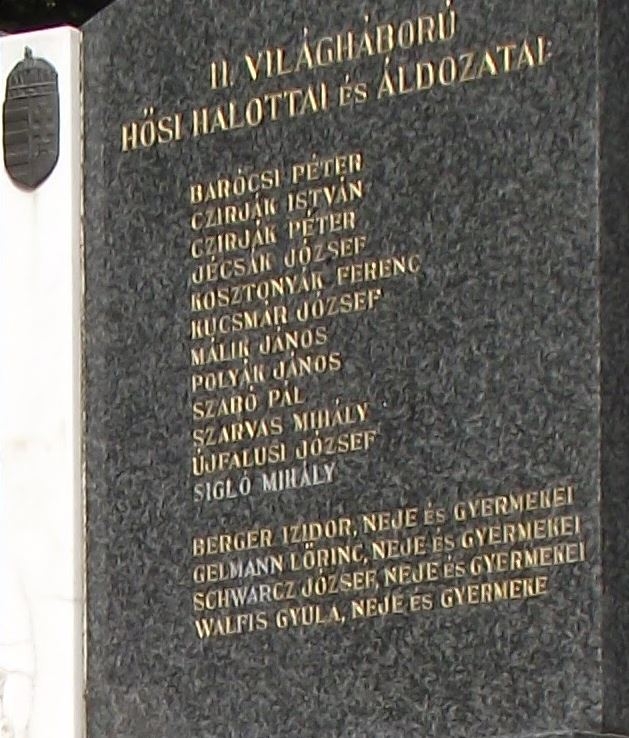 II. VILÁGHÁBORÚ
HŐSI HALOTTAI ÉS ÁLDOZATAI:
BARÓCSI PÉTER
CZIRJÁK ISTVÁN
CZIRJÁK PÉTER
JÉCSÁK JÓZSEF
KOSZTONYÁK FERENC
KUCSMÁR JÓZSEF
MÁLIK JÁNOS
POLYÁK JÁNOS
SZABÓ PÁL
SZARVAS MIHÁLY
ÚJFALUSI JÓZSEF
SIGLÓ MIHÁLY
BERGER IZIDOR, NEJE ÉS GYERMEKEI
GELMANN LŐRINC, NEJE ÉS GYERMEKEI
SCHWARCZ JÓZSEF, NEJE ÉS GYERMEKEI
WALFIS GYULA, NEJE ÉS GYERMEKE